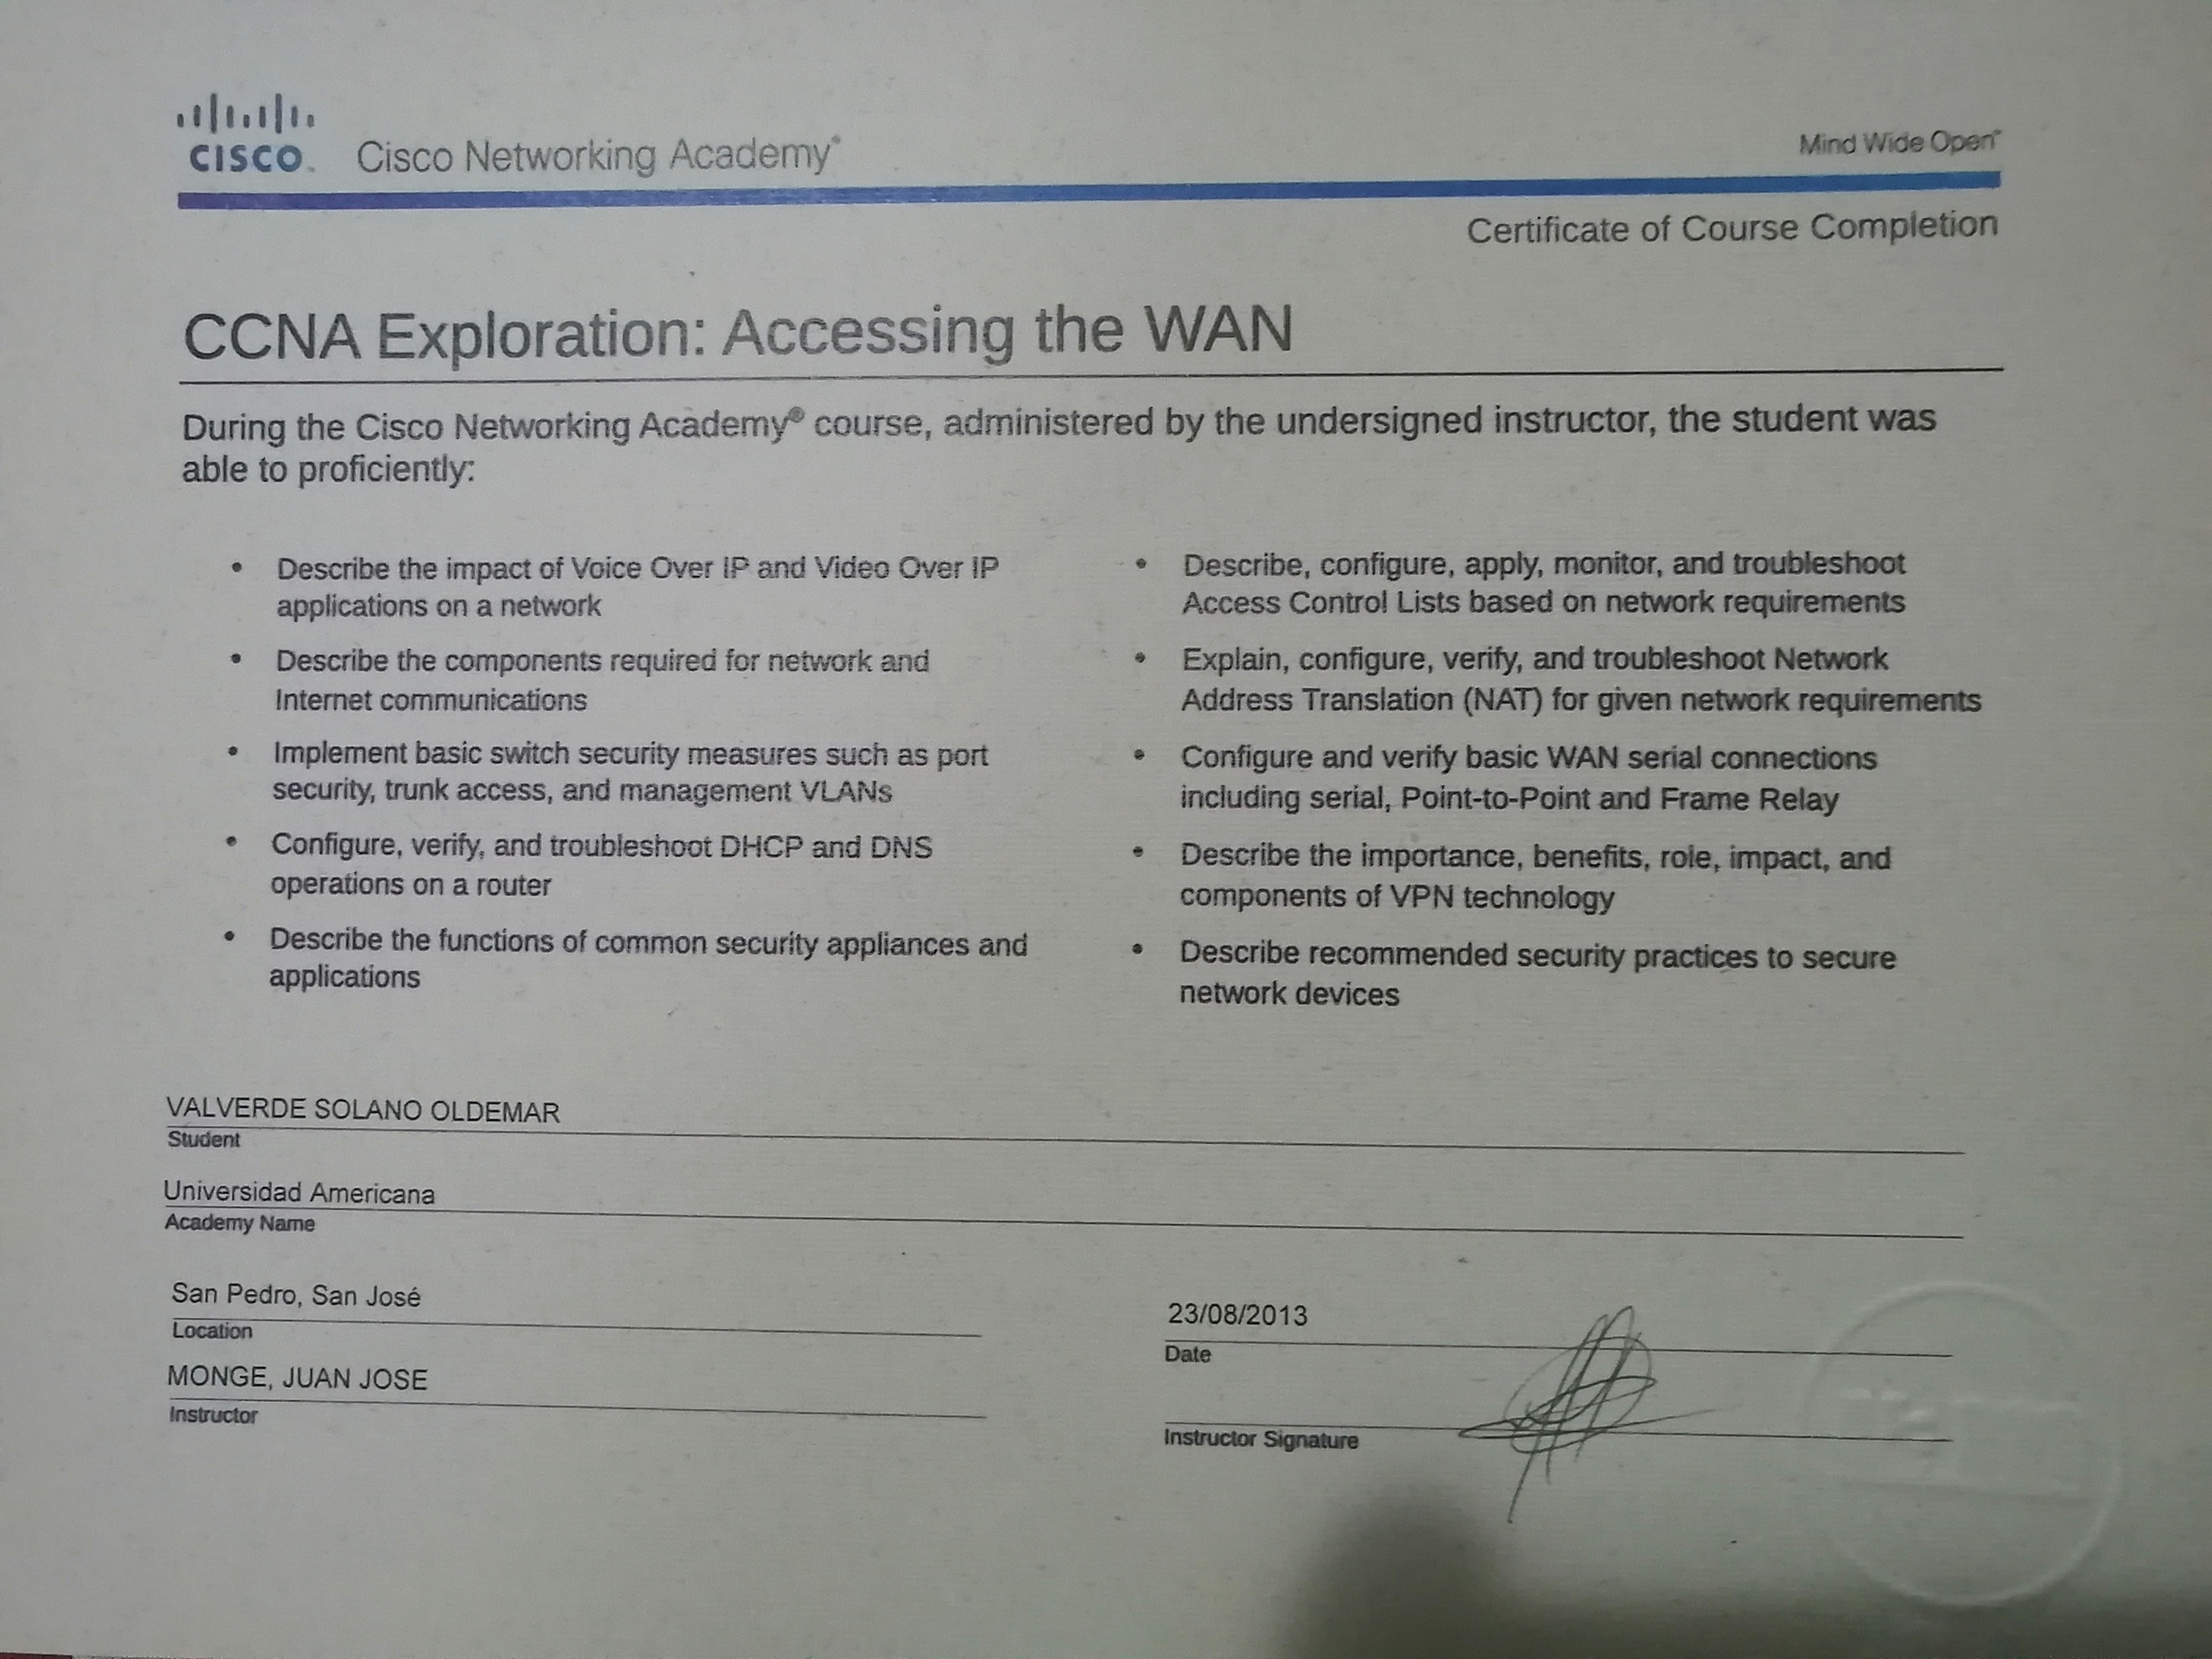 CISCO
Cisco Networking Academy®
Mind Wide Open™
Certificate of Course Completion
CCNA Exploration: Accessing the WAN
During the Cisco Networking Academy® course, administered by the undersigned instructor, the student was
able to proficiently:
• Describe the impact of Voice Over IP and Video Over IP
applications on a network
• Describe the components required for network and
Internet communications
• Implement basic switch security measures such as port
security, trunk access, and management VLANs
• Configure, verify, and troubleshoot DHCP and DNS
operations on a router
• Describe the functions of common security appliances and
applications
• Describe, configure, apply, monitor, and troubleshoot
Access Control Lists based on network requirements
• Explain, configure, verify, and troubleshoot Network
Address Translation (NAT) for given network requirements
• Configure and verify basic WAN serial connections
including serial, Point-to-Point and Frame Relay
• Describe the importance, benefits, role, impact, and
components of VPN technology
• Describe recommended security practices to secure
network devices
VALVERDE SOLANO OLDEMAR
Student
Universidad Americana
Academy Name
San Pedro, San José
Location
23/08/2013
Date
MONGE, JUAN JOSE
Instructor
Instructor Signature